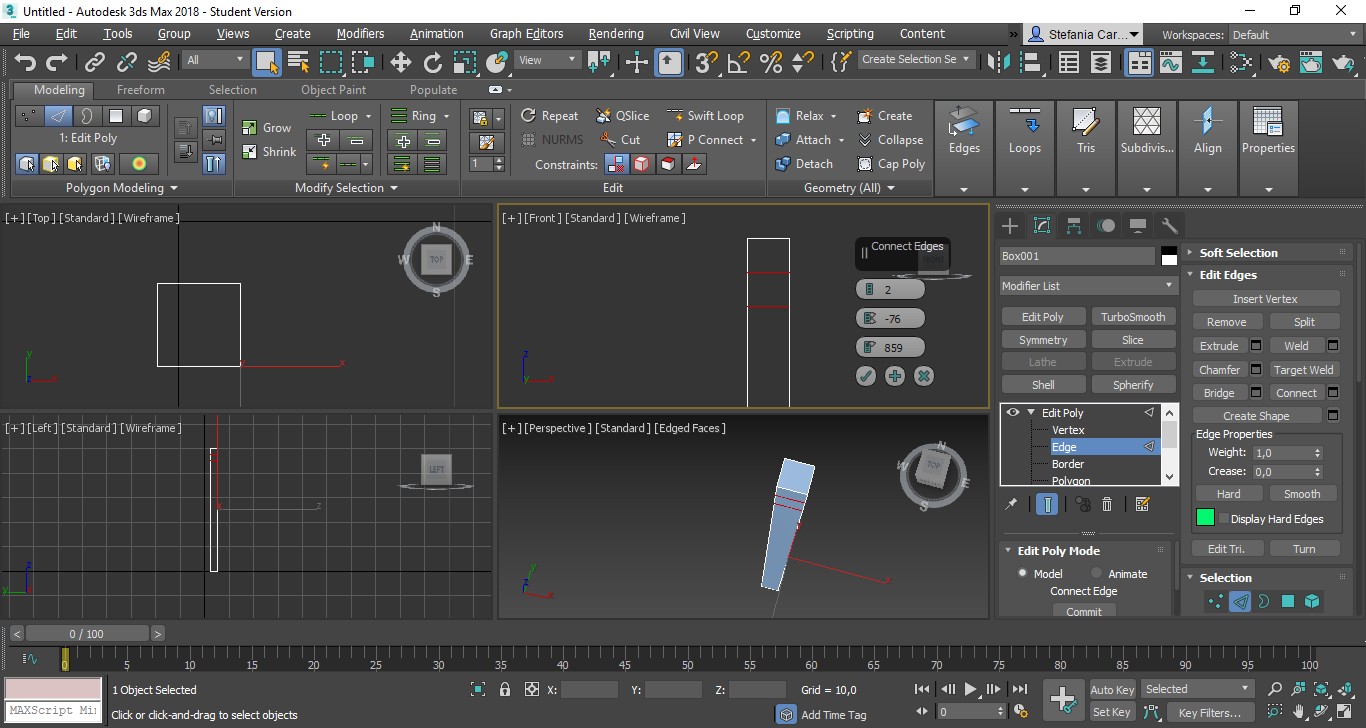 3 Untitled - Autodesk 3ds Max 2018 - Student Version
File Edit Tools Group Views Create Modifiers Animation Graph Editors Rendering Civil View Customize Scripting Content » Stefania Car... Workspaces: Default
All View Create Selection Se
Modeling Freeform Selection Object Paint Populate
1: Edit Poly
Polygon Modeling
Grow
Shrink
Loop
Ring
Modify Selection
1
Repeat QSlice Swift Loop
NURMS Cut P Connect
Constraints:
Edit
Relax Create
Attach Collapse
Detach Cap Poly
Geometry (All)
Edges Loops Tris Subdivis... Align Properties
[+] [Top] [Standard] [Wireframe]
N
W TOP E
S
y
z x
x
[+] [Front] [Standard] [Wireframe]
Connect Edges
2
-76
859
z
y x
[+] [Left] [Standard] [Wireframe]
LEFT
x z
z
y
[+] [Perspective] [Standard] [Edged Faces]
N
W TOP E
S
y
z
x
x
Box001
Modifier List
Edit Poly TurboSmooth
Symmetry Slice
Lathe Extrude
Shell Spherify
Edit Poly
Vertex
Edge
Border
Polygon
Edit Poly Mode
Model Animate
Connect Edge
Commit
Soft Selection
Edit Edges
Insert Vertex
Remove Split
Extrude Weld
Chamfer Target Weld
Bridge Connect
Create Shape
Edge Properties
Weight: 1,0
Crease: 0,0
Hard Smooth
Display Hard Edges
Edit Tri. Turn
Selection
< 0 / 100 >
0 5 10 15 20 25 30 35 40 45 50 55 60 65 70 75 80 85 90 95 100
MAXScript Mi
1 Object Selected
Click or click-and-drag to select objects
X: Y: Z: Grid = 10,0
Add Time Tag
0
Auto Key Selected
Set Key Key Filters...